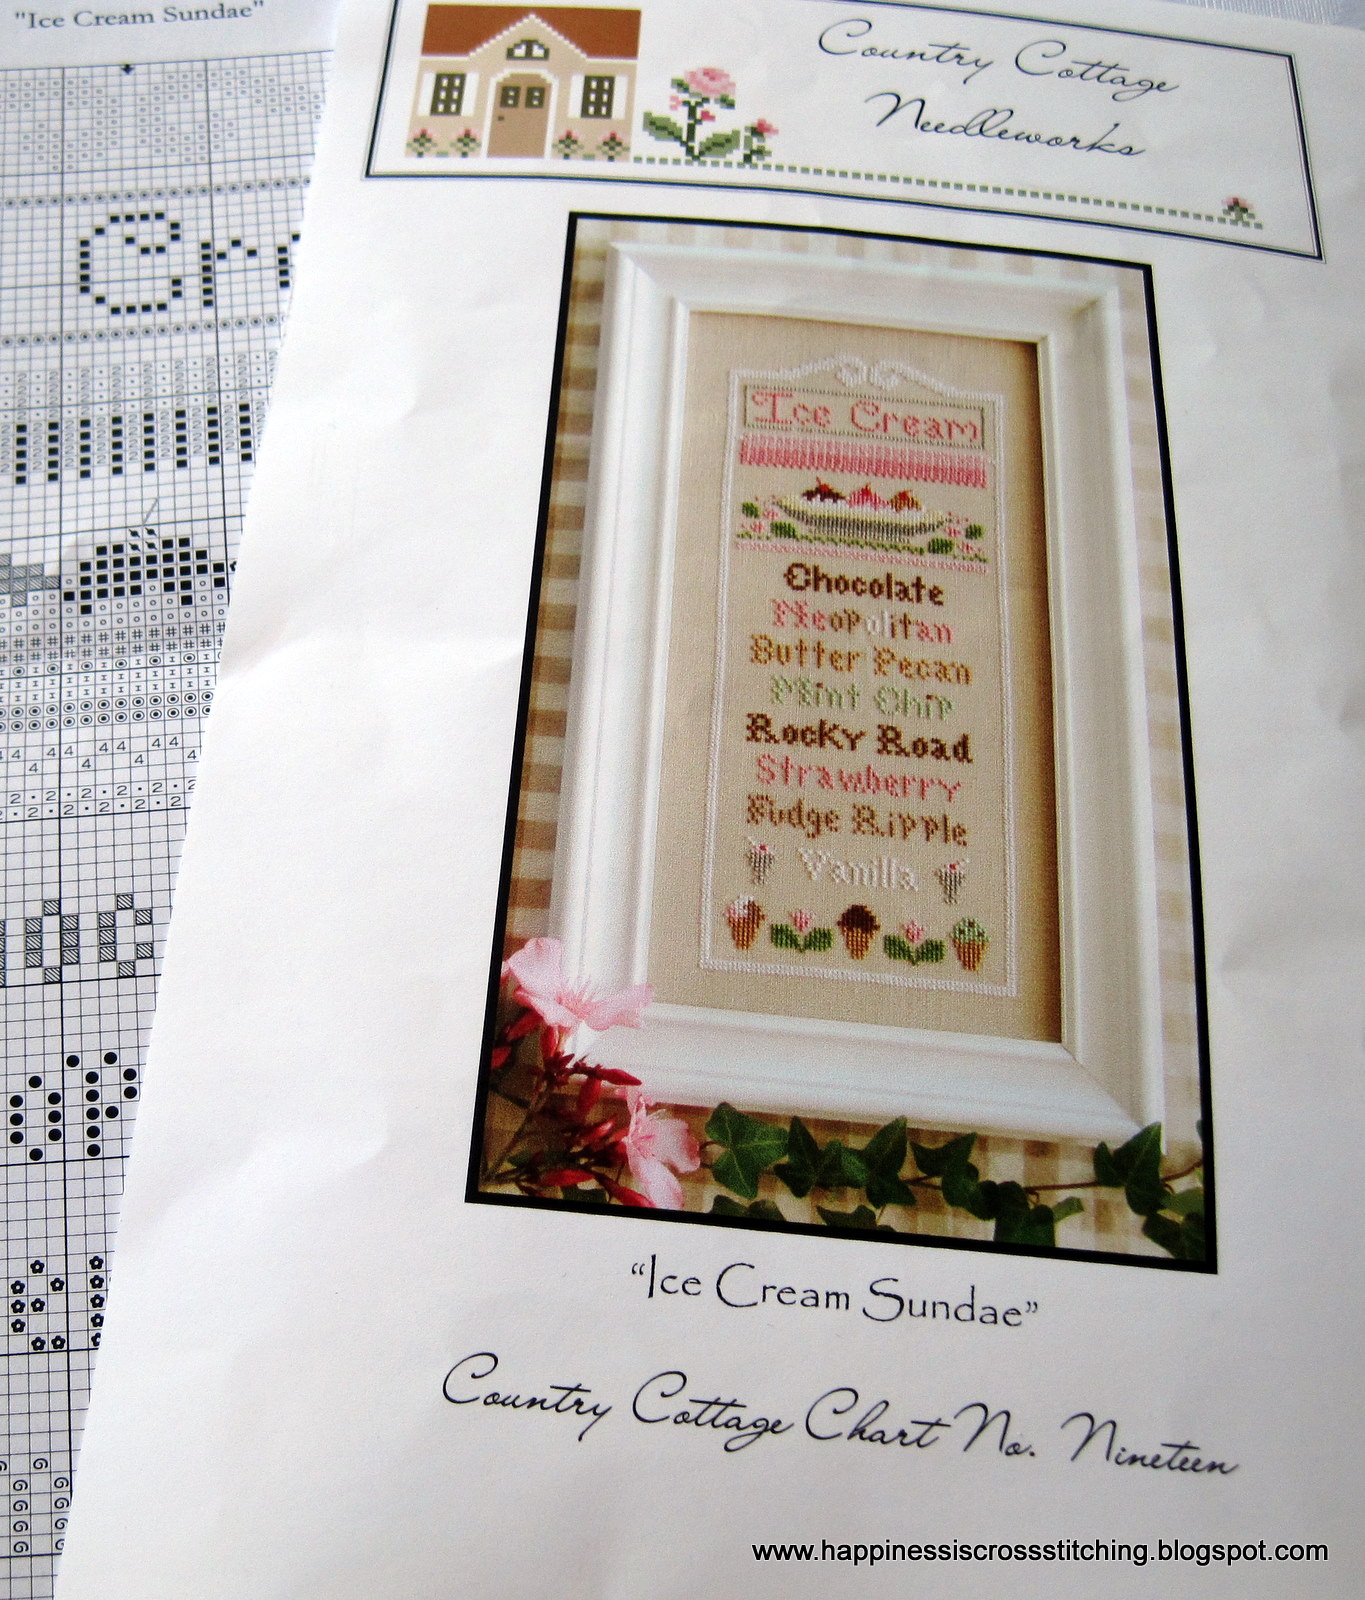 "Ice Cream Sundae"
Country Cottage
Needleworks
Ice Cream
Chocolate
Neopolitan
Butter Pecan
Mint Chip
Rocky Road
Strawberry
Fudge Ripple
Vanilla
“Ice Cream Sundae”
Country Cottage Chart No. Nineteen
www.happinessiscrossstitching.blogspot.com